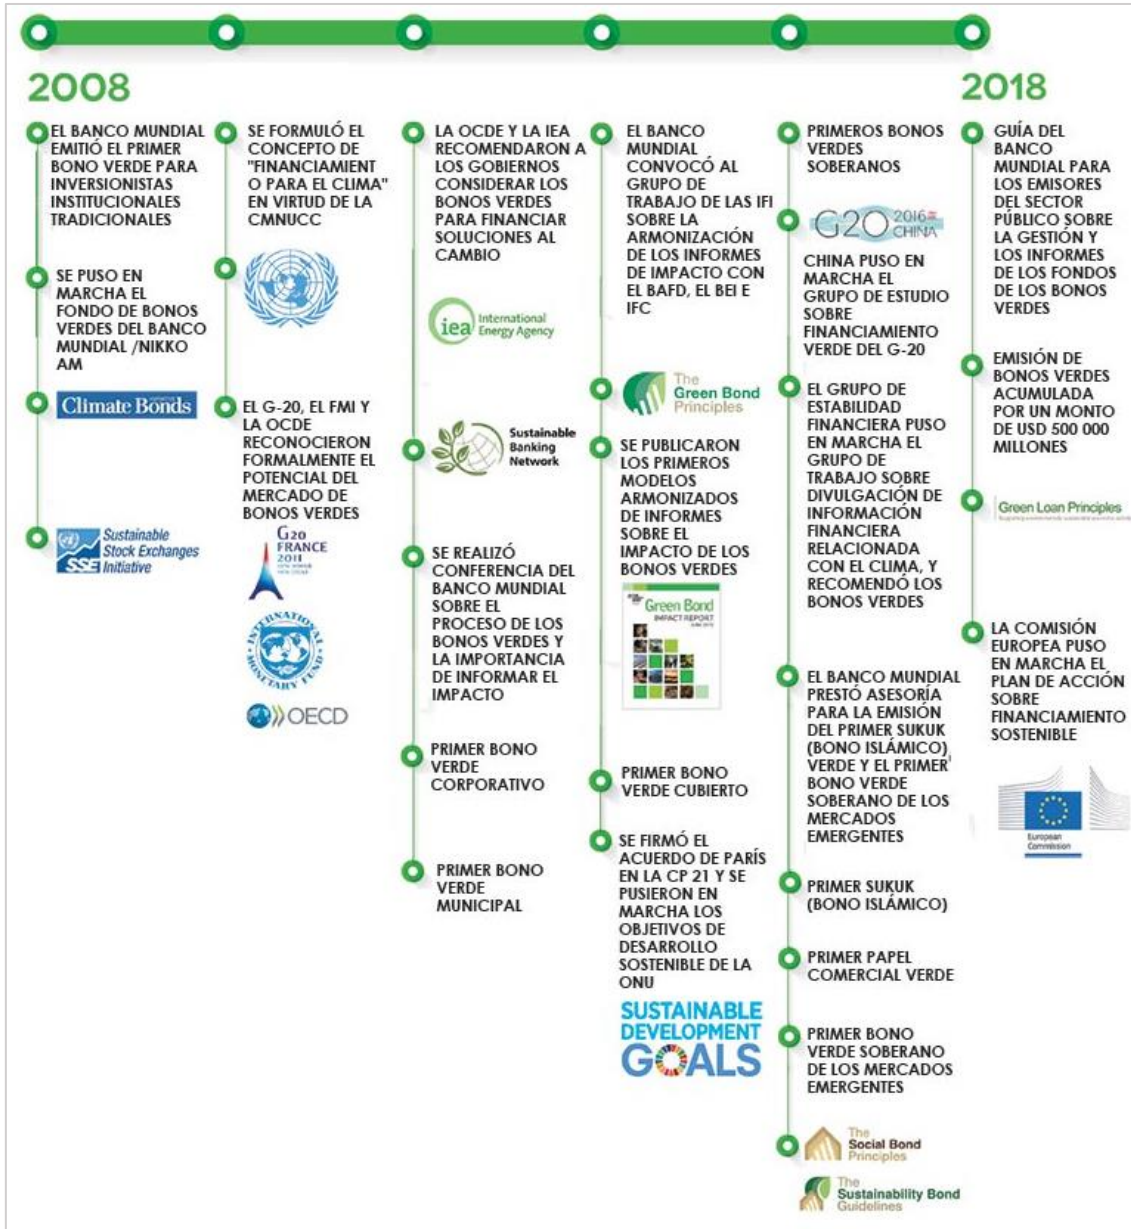 2008
2018
EL BANCO MUNDIAL
EMITIÓ EL PRIMER
BONO VERDE PARA
INVERSIONISTAS
INSTITUCIONALES
TRADICIONALES
SE PUSO EN
MARCHA EL
FONDO DE BONOS
VERDES DEL BANCO
MUNDIAL /NIKKO
AM
Climate Bonds
SSE
Sustainable
Stock Exchanges
Initiative
SE FORMULÓ EL
CONCEPTO DE
"FINANCIAMIENT
O PARA EL CLIMA"
EN VIRTUD DE LA
CMNUCC
EL G-20, EL FMI Y
LA OCDE
RECONOCIERON
FORMALMENTE EL
POTENCIAL DEL
MERCADO DE
BONOS VERDES
G20
FRANCE
2011
INTERNATIONAL
MONETARY FUND
OECD
LA OCDE Y LA IEA
RECOMENDARON A
LOS GOBIERNOS
CONSIDERAR LOS
BONOS VERDES
PARA FINANCIAR
SOLUCIONES AL
CAMBIO
iea International
Energy Agency
Sustainable
Banking
Network
SE REALIZÓ
CONFERENCIA DEL
BANCO MUNDIAL
SOBRE EL
PROCESO DE LOS
BONOS VERDES Y
LA IMPORTANCIA
DE INFORMAR EL
IMPACTO
PRIMER BONO
VERDE
CORPORATIVO
PRIMER BONO
VERDE
MUNICIPAL
EL BANCO
MUNDIAL
CONVOCÓ AL
GRUPO DE
TRABAJO DE LAS IFI
SOBRE LA
ARMONIZACIÓN
DE LOS INFORMES
DE IMPACTO CON
EL BAFD, EL BEI E
IFC
The
Green Bond
Principles
SE PUBLICARON
LOS PRIMEROS
MODELOS
ARMONIZADOS
DE INFORMES
SOBRE EL
IMPACTO DE LOS
BONOS VERDES
Green Bond
IMPACT REPORT
PRIMER BONO
VERDE CUBIERTO
SE FIRMÓ EL
ACUERDO DE PARÍS
EN LA CP 21 Y SE
PUSIERON EN
MARCHA LOS
OBJETIVOS DE
DESARROLLO
SOSTENIBLE DE LA
ONU
SUSTAINABLE
DEVELOPMENT
GOALS
PRIMEROS BONOS
VERDES
SOBERANOS
G20 2016
CHINA
CHINA PUSO EN
MARCHA EL
GRUPO DE ESTUDIO
SOBRE
FINANCIAMIENTO
VERDE DEL G-20
EL GRUPO DE
ESTABILIDAD
FINANCIERA PUSO
EN MARCHA EL
GRUPO DE
TRABAJO SOBRE
DIVULGACIÓN DE
INFORMACIÓN
FINANCIERA
RELACIONADA
CON EL CLIMA, Y
RECOMENDÓ LOS
BONOS VERDES
EL BANCO MUNDIAL
PRESTÓ ASESORÍA
PARA LA EMISIÓN
DEL PRIMER SUKUK
(BONO ISLÁMICO)
VERDE Y EL PRIMER
BONO VERDE
SOBERANO DE LOS
MERCADOS
EMERGENTES
PRIMER SUKUK
(BONO ISLÁMICO)
PRIMER PAPEL
COMERCIAL VERDE
PRIMER BONO
VERDE SOBERANO
DE LOS MERCADOS
EMERGENTES
The
Social Bond
Principles
The
Sustainability Bond
Guidelines
GUÍA DEL
BANCO
MUNDIAL PARA
LOS EMISORES
DEL SECTOR
PÚBLICO SOBRE
LA GESTIÓN Y
LOS INFORMES
DE LOS FONDOS
DE LOS BONOS
VERDES
EMISIÓN DE
BONOS VERDES
ACUMULADA
POR UN MONTO
DE USD 500 000
MILLONES
Green Loan Principles
LA COMISIÓN
EUROPEA PUSO
EN MARCHA EL
PLAN DE ACCIÓN
SOBRE
FINANCIAMIENTO
SOSTENIBLE
European
Commission